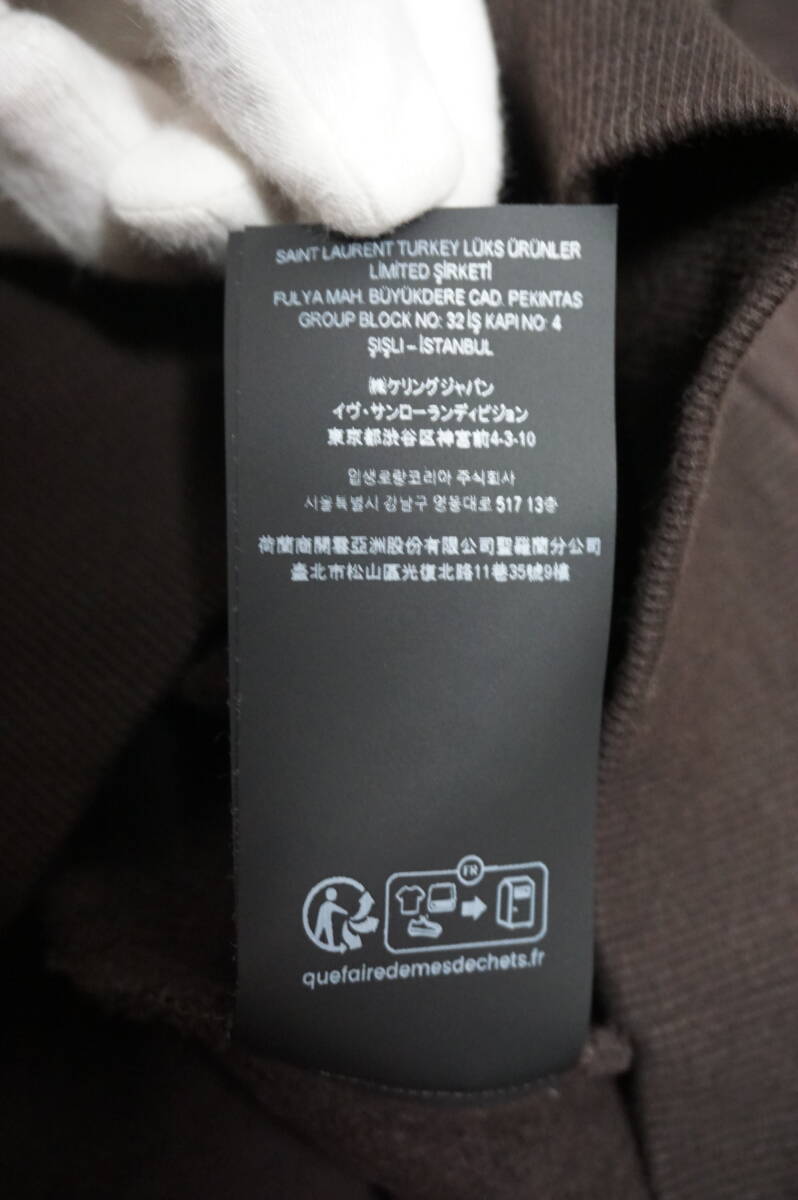 SAINT LAURENT TURKEY LÜKS ÜRÜNLER
LIMITED ŞİRKETİ
FULYA MAH. BÜYÜKDERE CAD. PEKINTAS
GROUP BLOCK NO: 32 İŞ KAPI NO: 4
ŞIŞLI – İSTANBUL
㈱ケリングジャパン
イヴ・サンローランディビジョン
東京都渋谷区神宮前4-3-10
입생로랑코리아 주식회사
서울특별시 강남구 영동대로 517 13층
荷蘭商開雲亞洲股份有限公司聖羅蘭分公司
臺北市松山區光復北路11巷35號9樓
FR
quefairedemesdechets.fr